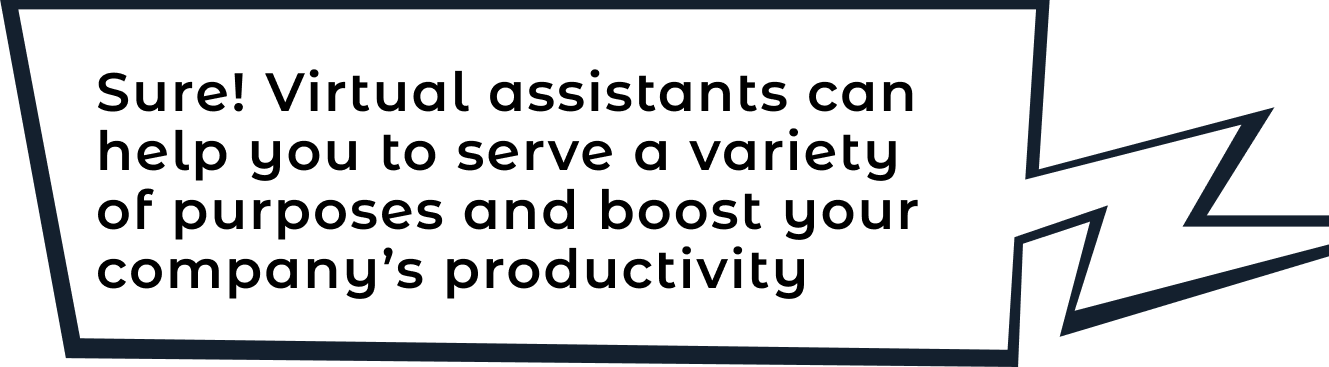 Sure! Virtual assistants can
help you to serve a variety
of purposes and boost your
company’s productivity